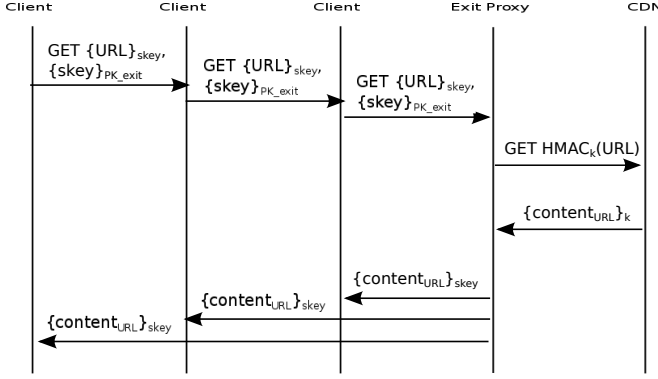 Client Client Client Exit Proxy CDN
GET {URL}skey,
{skey}PK_exit
GET {URL}skey,
{skey}PK_exit
GET {URL}skey,
{skey}PK_exit
GET HMACk(URL)
{contentURL}k
{contentURL}skey
{contentURL}skey
{contentURL}skey